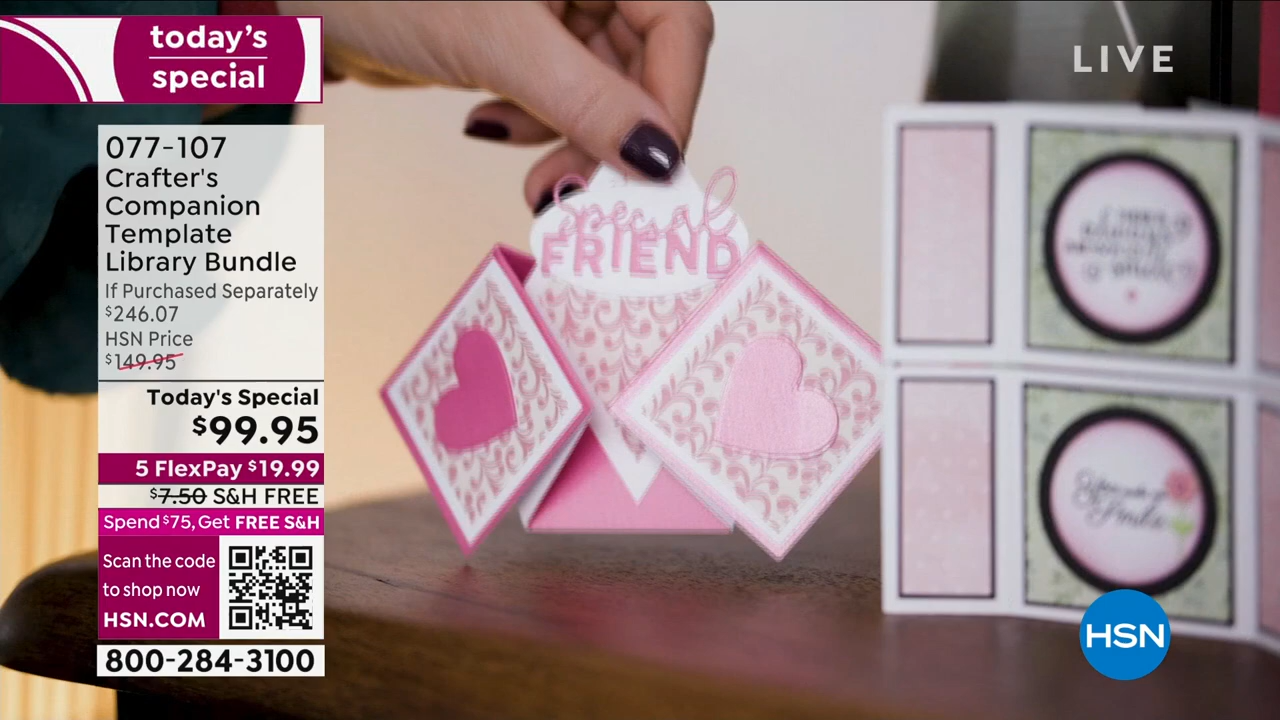 today's
special
LIVE
077-107
Crafter's
Companion
Template
Library Bundle
If Purchased Separately
$246.07
HSN Price
$149.95
Today's Special
$99.95
5 FlexPay $19.99
$7.50 S&H FREE
Spend $75, Get FREE S&H
Scan the code
to shop now
HSN.COM
800-284-3100
Special
FRIEND
HSN